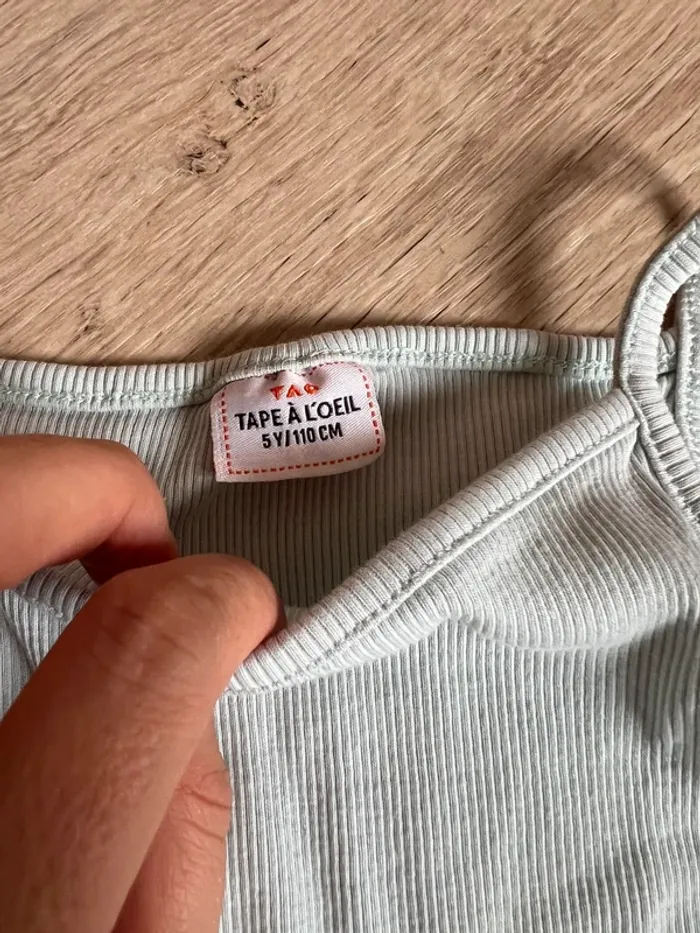 TAO
TAPE À L'OEIL
5Y/110 CM